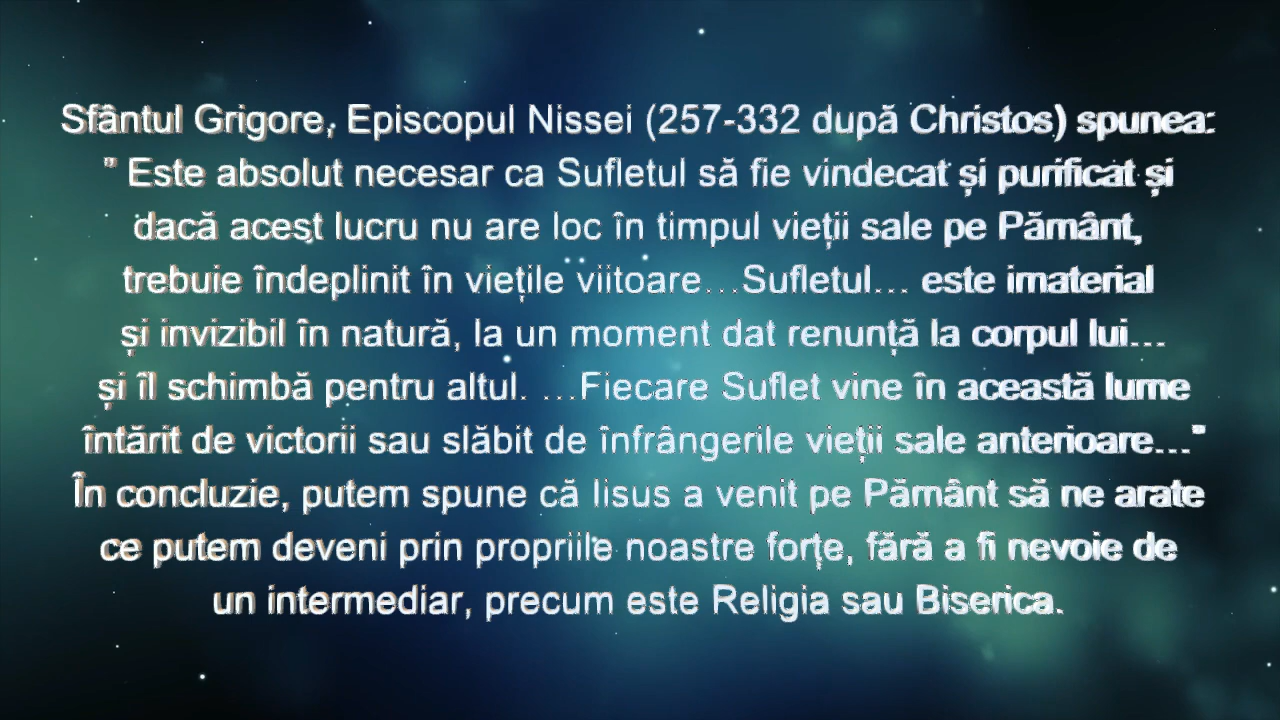 Sfântul Grigore, Episcopul Nissei (257-332 după Christos) spunea:
" Este absolut necesar ca Sufletul să fie vindecat și purificat și
dacă acest lucru nu are loc în timpul vieții sale pe Pământ,
trebuie îndeplinit în viețile viitoare…Sufletul… este imaterial
și invizibil în natură, la un moment dat renunță la corpul lui…
și îl schimbă pentru altul. …Fiecare Suflet vine în această lume
întărit de victorii sau slăbit de înfrângerile vieții sale anterioare…"
În concluzie, putem spune că Iisus a venit pe Pământ să ne arate
ce putem deveni prin propriile noastre forțe, fără a fi nevoie de
un intermediar, precum este Religia sau Biserica.